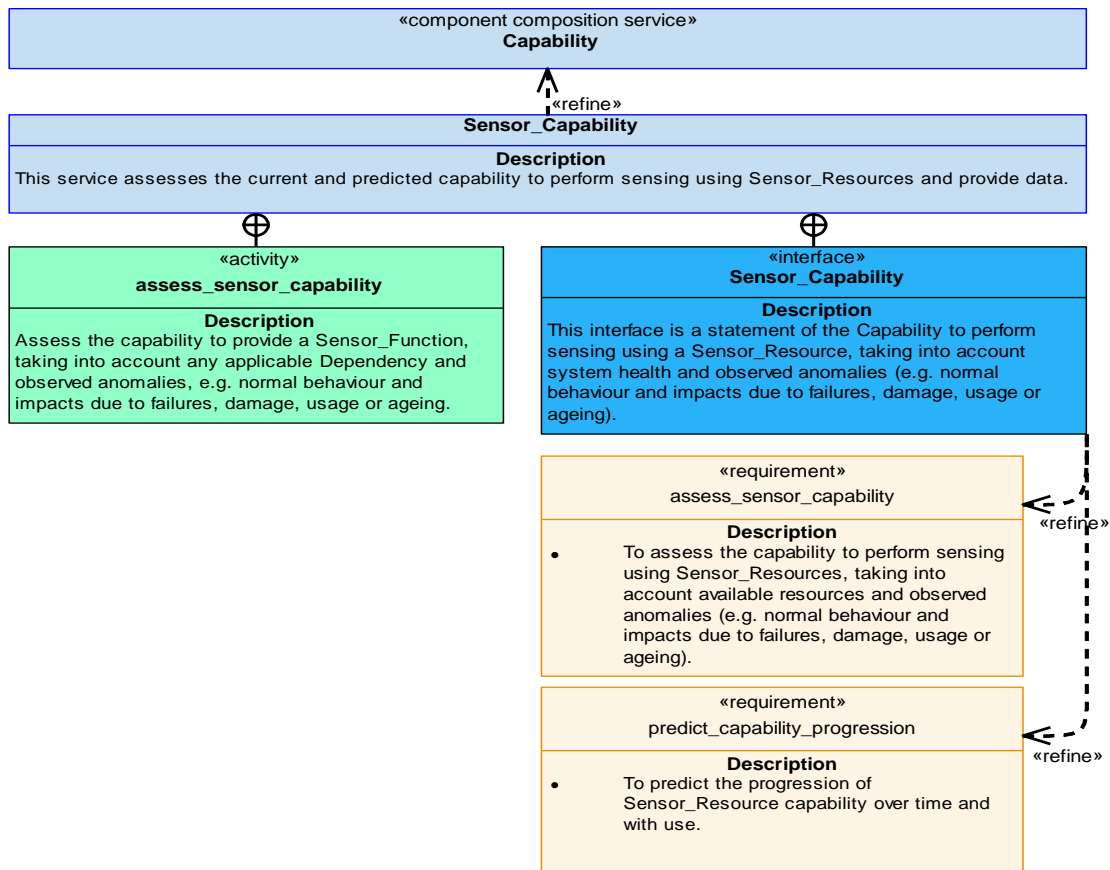 «component composition service»
Capability
«refine»
Sensor_Capability
Description
This service assesses the current and predicted capability to perform sensing using Sensor_Resources and provide data.
«activity»
assess_sensor_capability
Description
Assess the capability to provide a Sensor_Function,
taking into account any applicable Dependency and
observed anomalies, e.g. normal behaviour and
impacts due to failures, damage, usage or ageing.
«interface»
Sensor_Capability
Description
This interface is a statement of the Capability to perform
sensing using a Sensor_Resource, taking into account
system health and observed anomalies (e.g. normal
behaviour and impacts due to failures, damage, usage or
ageing).
«requirement»
assess_sensor_capability
«refine»
Description
• To assess the capability to perform sensing
using Sensor_Resources, taking into
account available resources and observed
anomalies (e.g. normal behaviour and
impacts due to failures, damage, usage or
ageing).
«requirement»
predict_capability_progression
«refine»
Description
• To predict the progression of
Sensor_Resource capability over time and
with use.